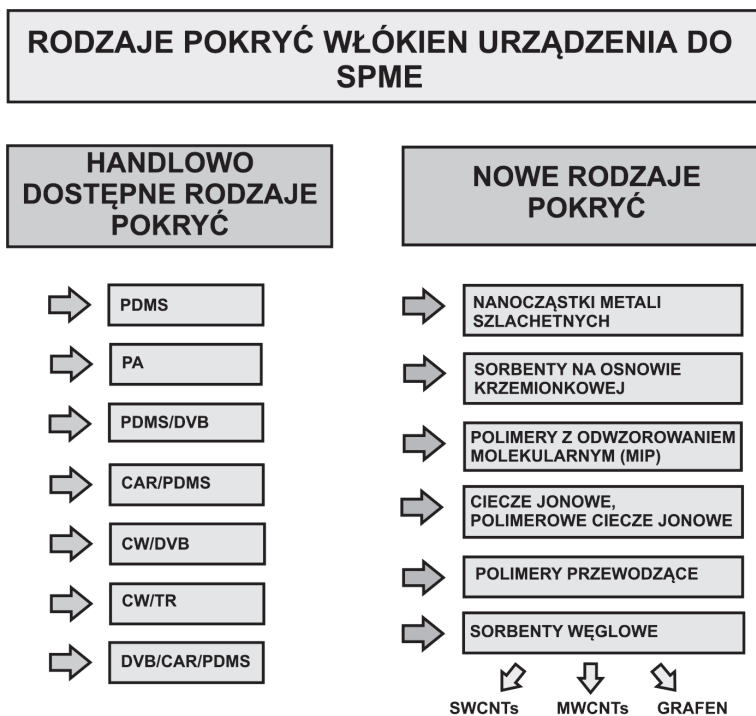 RODZAJE POKRYĆ WŁÓKIEN URZĄDZENIA DO
SPME
HANDLOWO
DOSTĘPNE RODZAJE
POKRYĆ
PDMS
PA
PDMS/DVB
CAR/PDMS
CW/DVB
CW/TR
DVB/CAR/PDMS
NOWE RODZAJE
POKRYĆ
NANOCZĄSTKI METALI
SZLACHETNYCH
SORBENTY NA OSNOWIE
KRZEMIONKOWEJ
POLIMERY Z ODWZOROWANIEM
MOLEKULARNYM (MIP)
CIECZE JONOWE,
POLIMEROWE CIECZE JONOWE
POLIMERY PRZEWODZĄCE
SORBENTY WĘGLOWE
SWCNTs MWCNTs GRAFEN